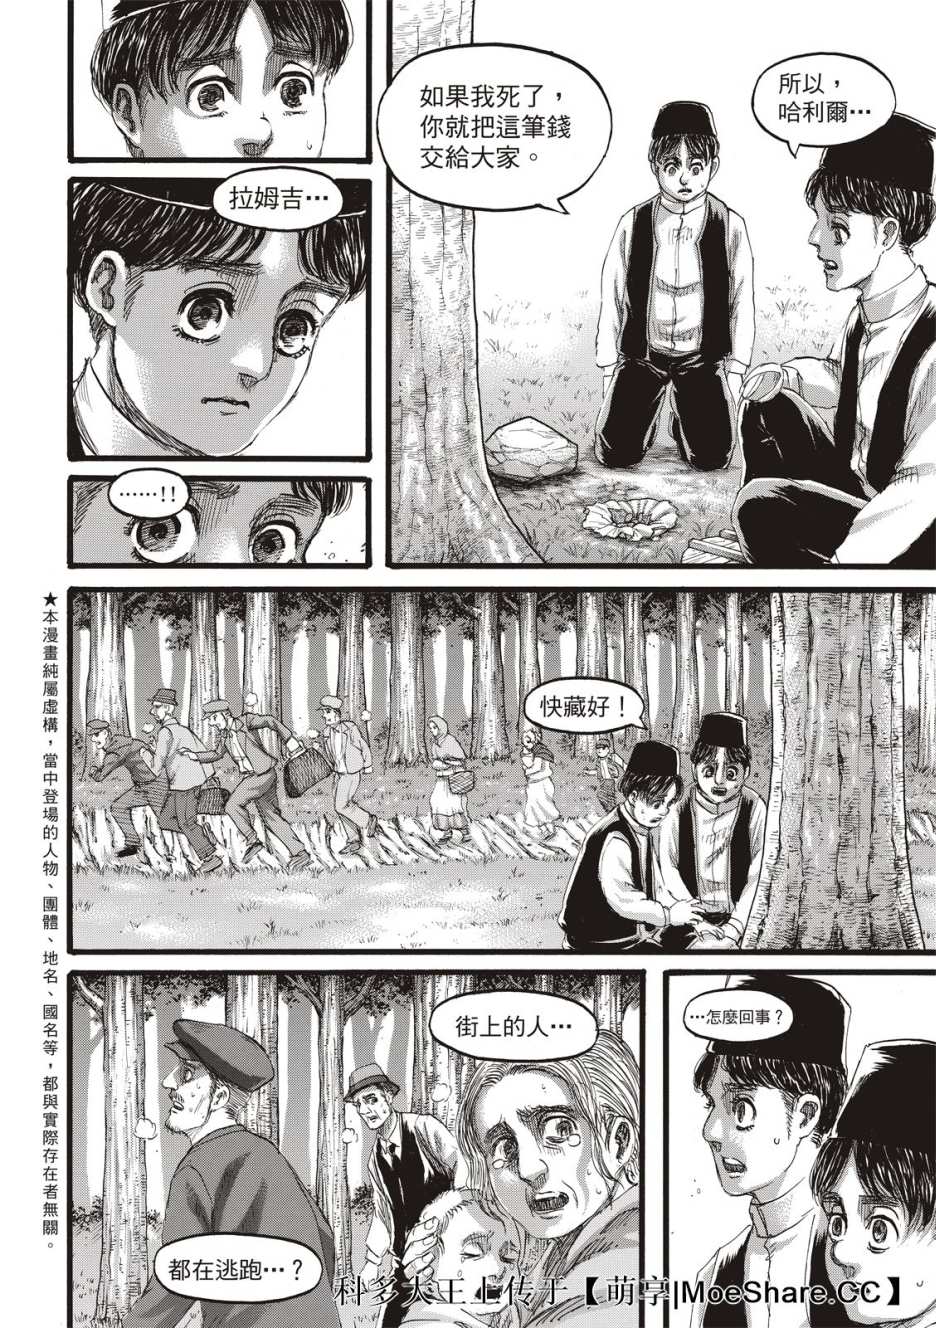 所以，
哈利爾…
如果我死了，
你就把這筆錢
交給大家。
拉姆吉…
……!!
快藏好！
…怎麼回事？
街上的人…
都在逃跑…？
★本漫畫純屬虛構，當中登場的人物、團體、地名、國名等，都與實際存在者無關。
科多大王上传于【萌享|MoeShare.CC】